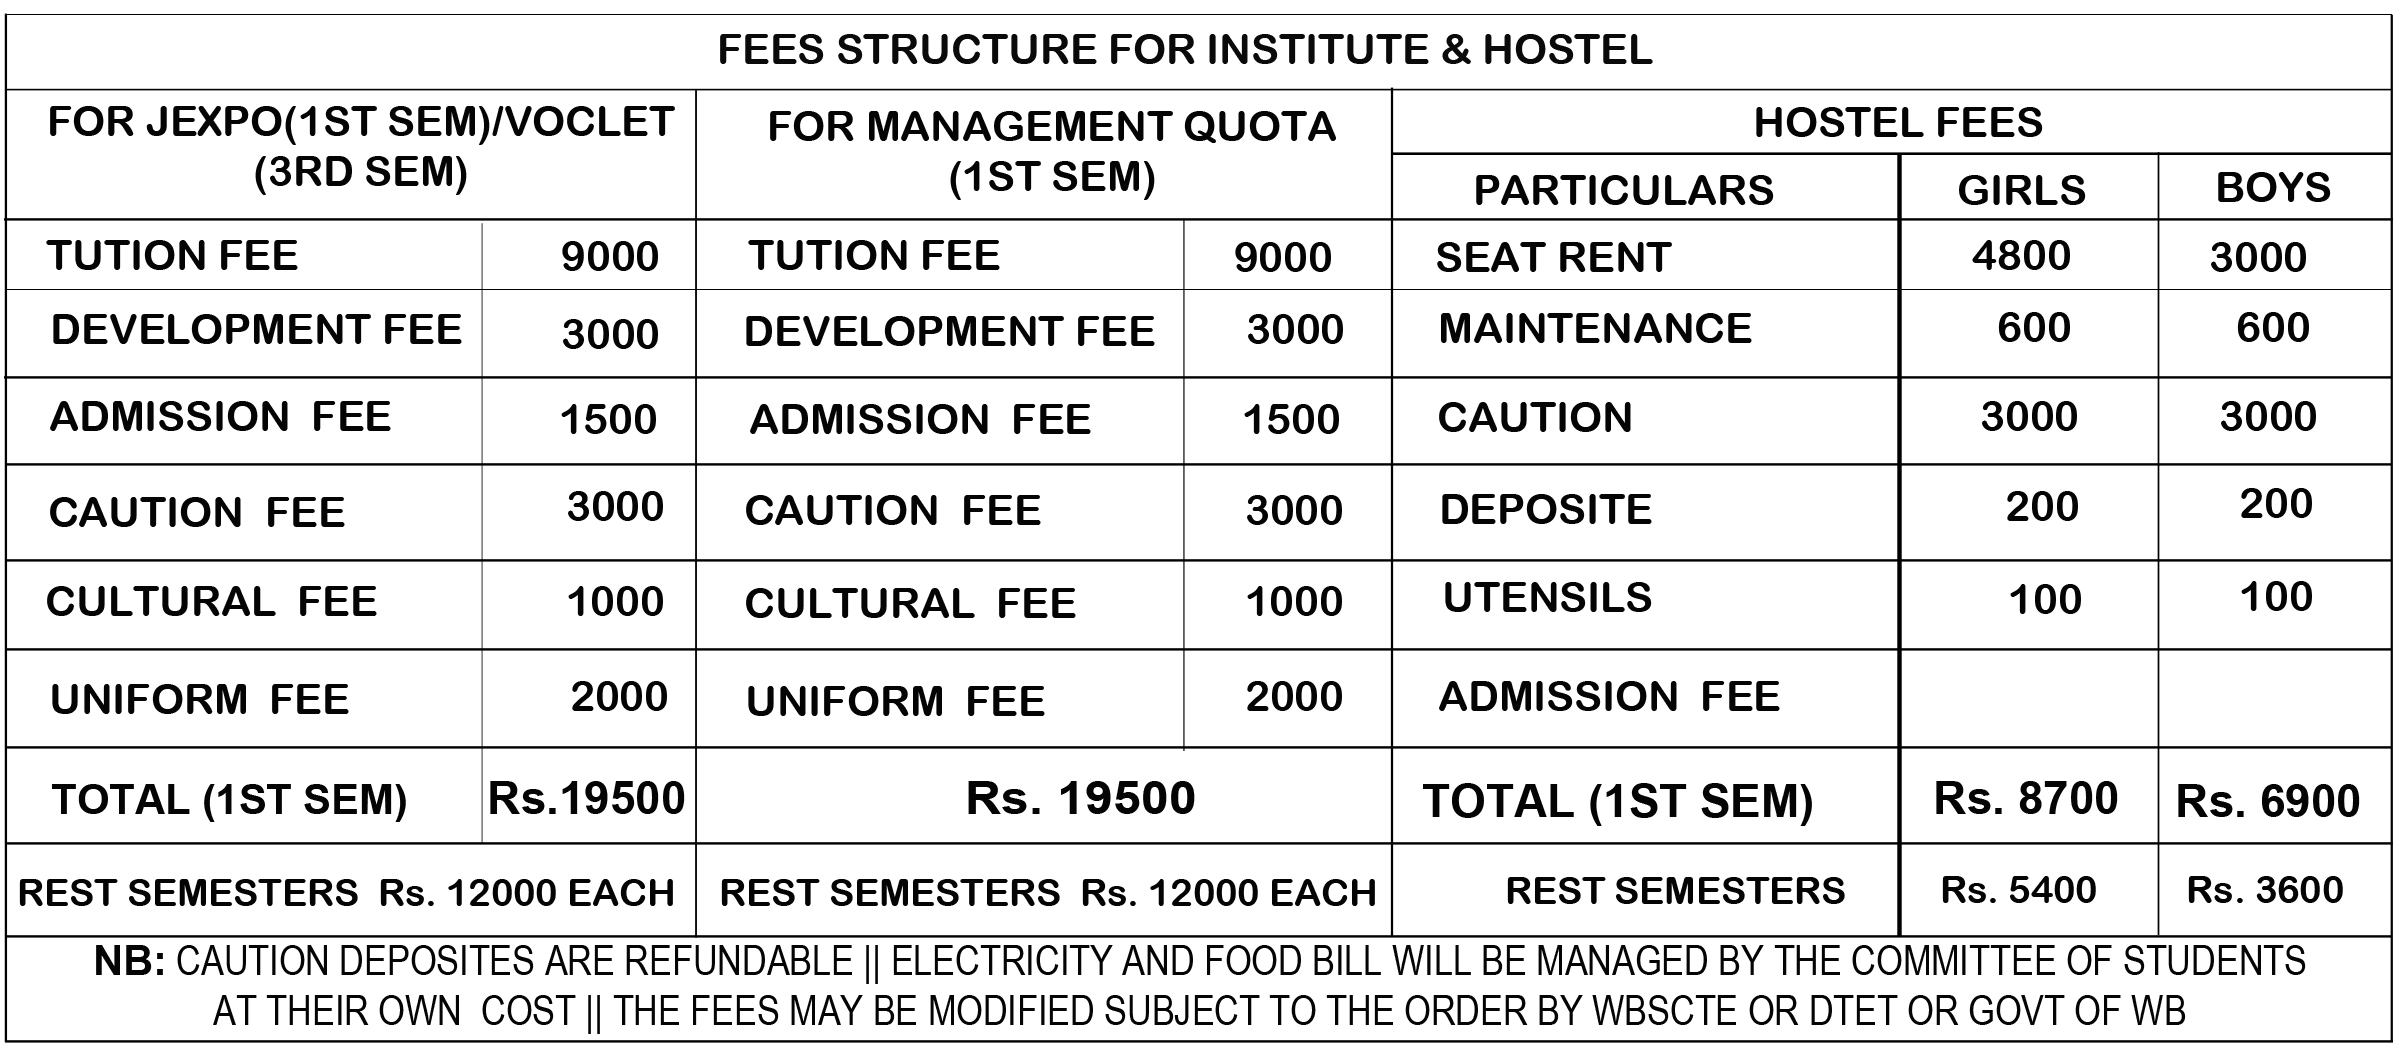 FEES STRUCTURE FOR INSTITUTE & HOSTEL
FOR JEXPO(1ST SEM)/VOCLET
(3RD SEM)
FOR MANAGEMENT QUOTA
(1ST SEM)
HOSTEL FEES
PARTICULARS GIRLS BOYS
TUTION FEE 9000 TUTION FEE 9000 SEAT RENT 4800 3000
DEVELOPMENT FEE 3000 DEVELOPMENT FEE 3000 MAINTENANCE 600 600
ADMISSION FEE 1500 ADMISSION FEE 1500 CAUTION 3000 3000
CAUTION FEE 3000 CAUTION FEE 3000 DEPOSITE 200 200
CULTURAL FEE 1000 CULTURAL FEE 1000 UTENSILS 100 100
UNIFORM FEE 2000 UNIFORM FEE 2000 ADMISSION FEE
TOTAL (1ST SEM) Rs.19500 Rs. 19500 TOTAL (1ST SEM) Rs. 8700 Rs. 6900
REST SEMESTERS Rs. 12000 EACH REST SEMESTERS Rs. 12000 EACH REST SEMESTERS Rs. 5400 Rs. 3600
NB: CAUTION DEPOSITES ARE REFUNDABLE || ELECTRICITY AND FOOD BILL WILL BE MANAGED BY THE COMMITTEE OF STUDENTS
AT THEIR OWN COST || THE FEES MAY BE MODIFIED SUBJECT TO THE ORDER BY WBSCTE OR DTET OR GOVT OF WB